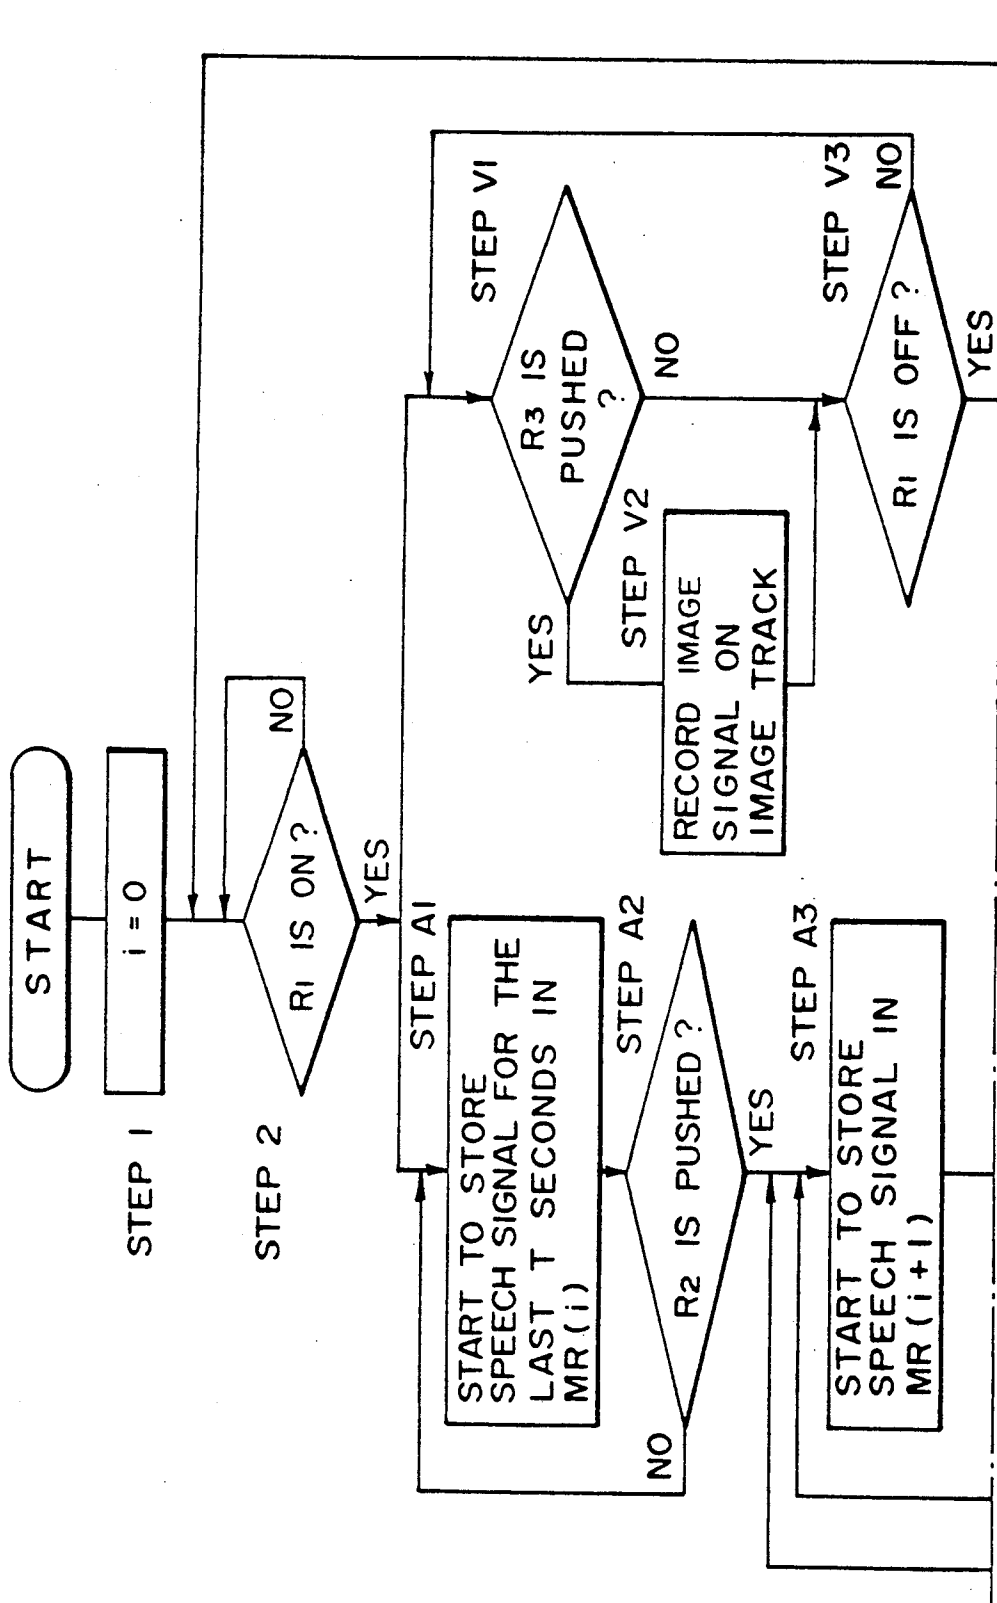 START
STEP 1
i = 0
STEP 2
R1 IS ON ?
NO
YES
STEP A1
START TO STORE
SPEECH SIGNAL FOR THE
LAST T SECONDS IN
MR ( i )
STEP A2
R2 IS PUSHED ?
NO
YES
STEP A3
START TO STORE
SPEECH SIGNAL IN
MR ( i + 1 )
STEP V1
R3 IS
PUSHED
?
YES
NO
STEP V2
RECORD IMAGE
SIGNAL ON
IMAGE TRACK
STEP V3
R1 IS OFF ?
NO
YES